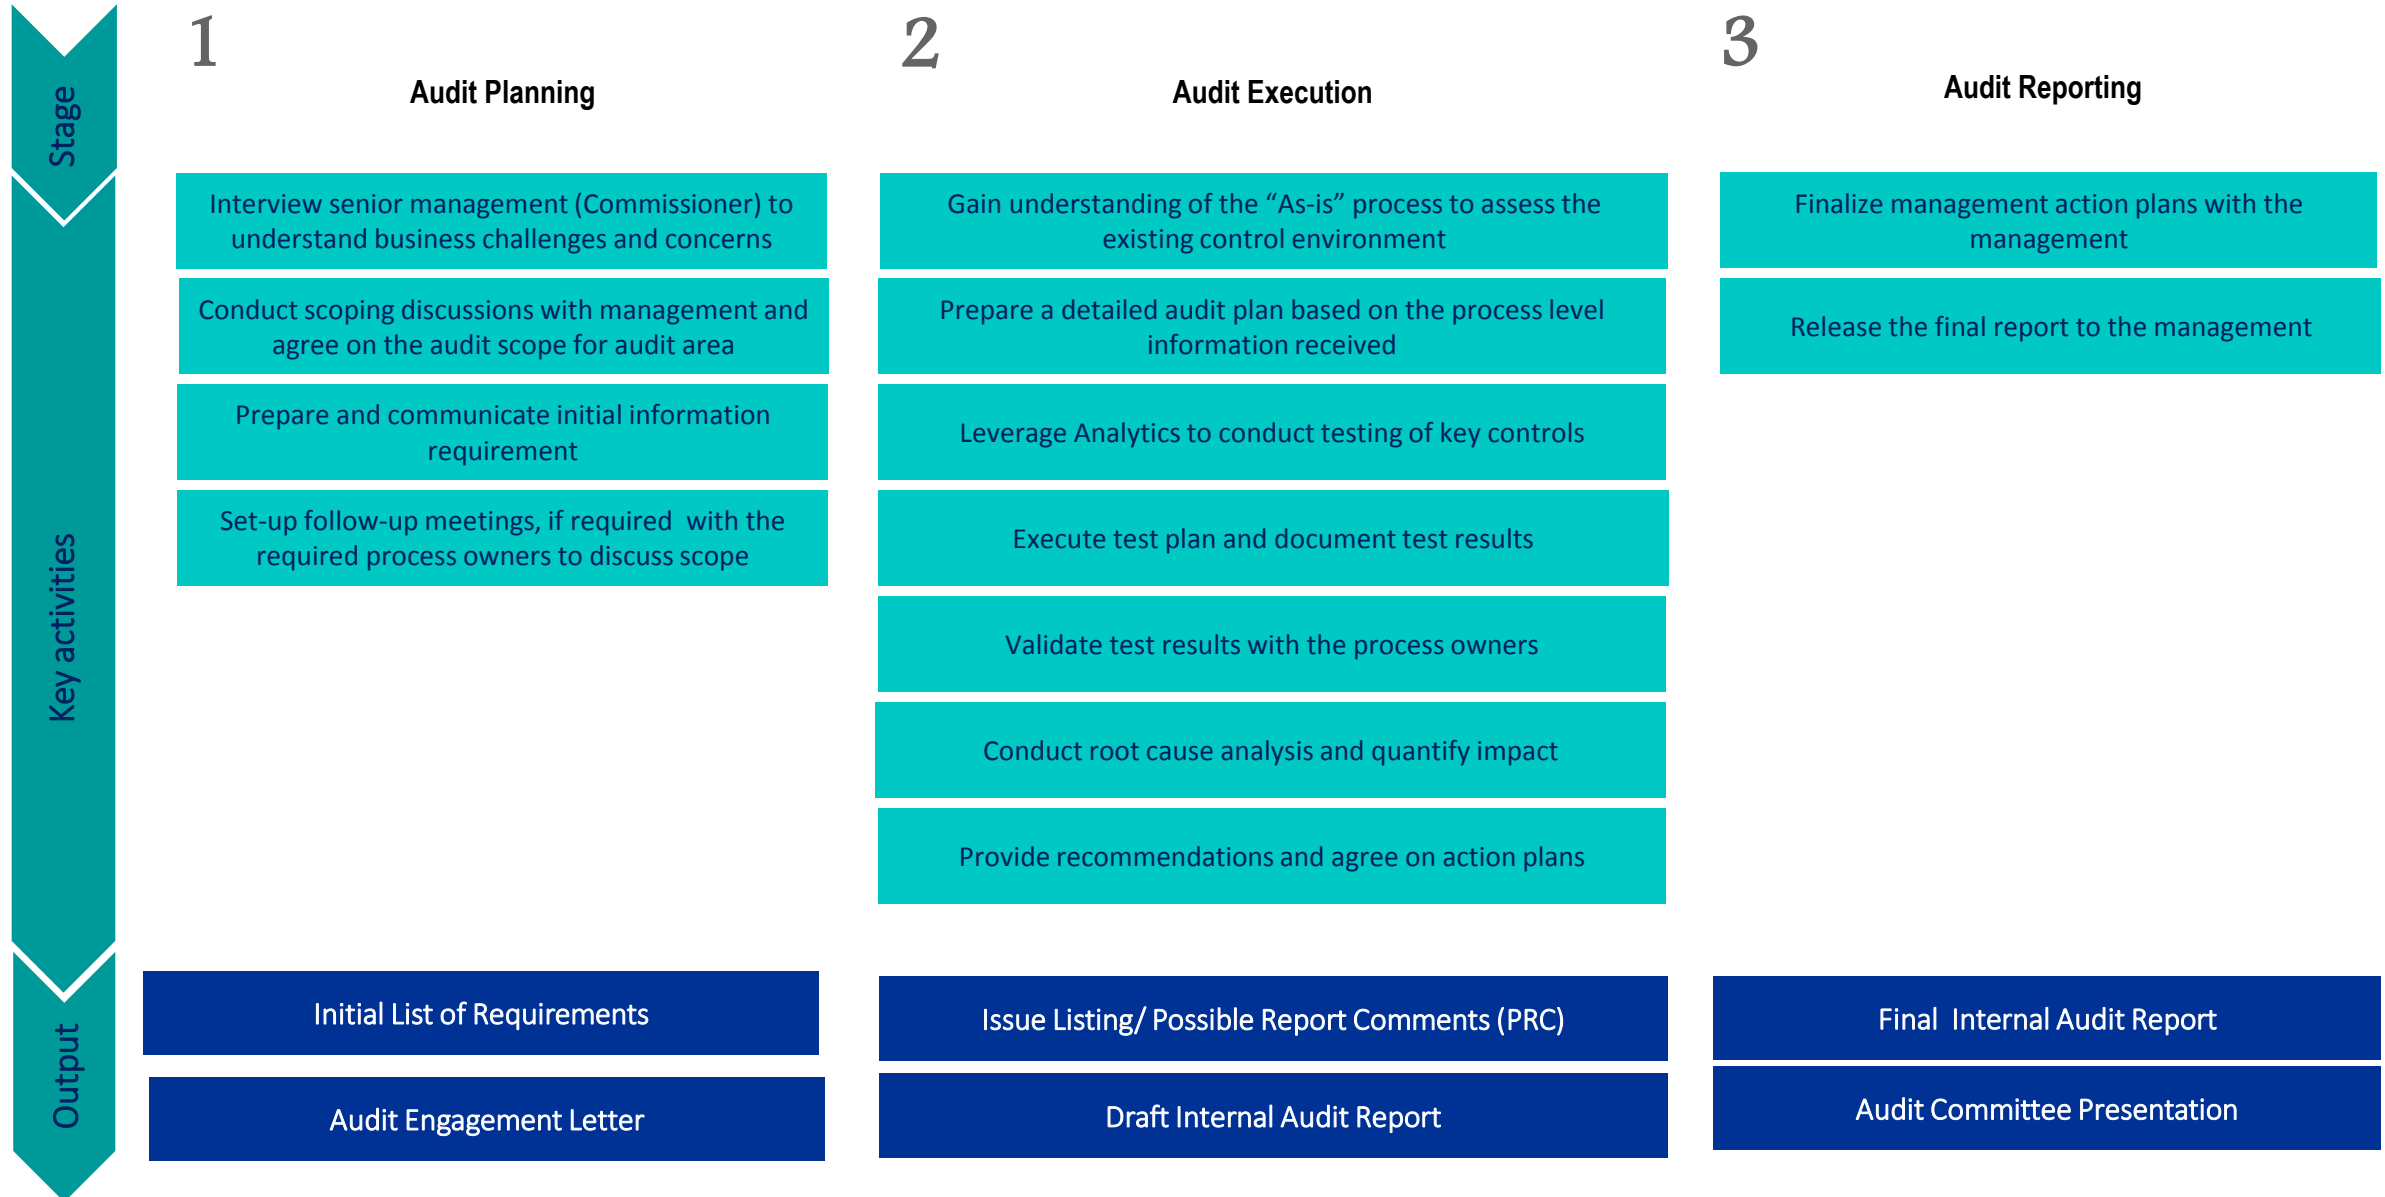 Stage
1
Audit Planning
2
Audit Execution
3
Audit Reporting
Key activities
Interview senior management (Commissioner) to
understand business challenges and concerns
Conduct scoping discussions with management and
agree on the audit scope for audit area
Prepare and communicate initial information
requirement
Set-up follow-up meetings, if required  with the
required process owners to discuss scope
Gain understanding of the “As-is” process to assess the
existing control environment
Prepare a detailed audit plan based on the process level
information received
Leverage Analytics to conduct testing of key controls
Execute test plan and document test results
Validate test results with the process owners
Conduct root cause analysis and quantify impact
Provide recommendations and agree on action plans
Finalize management action plans with the
management
Release the final report to the management
Output
Initial List of Requirements
Audit Engagement Letter
Issue Listing/ Possible Report Comments (PRC)
Draft Internal Audit Report
Final  Internal Audit Report
Audit Committee Presentation